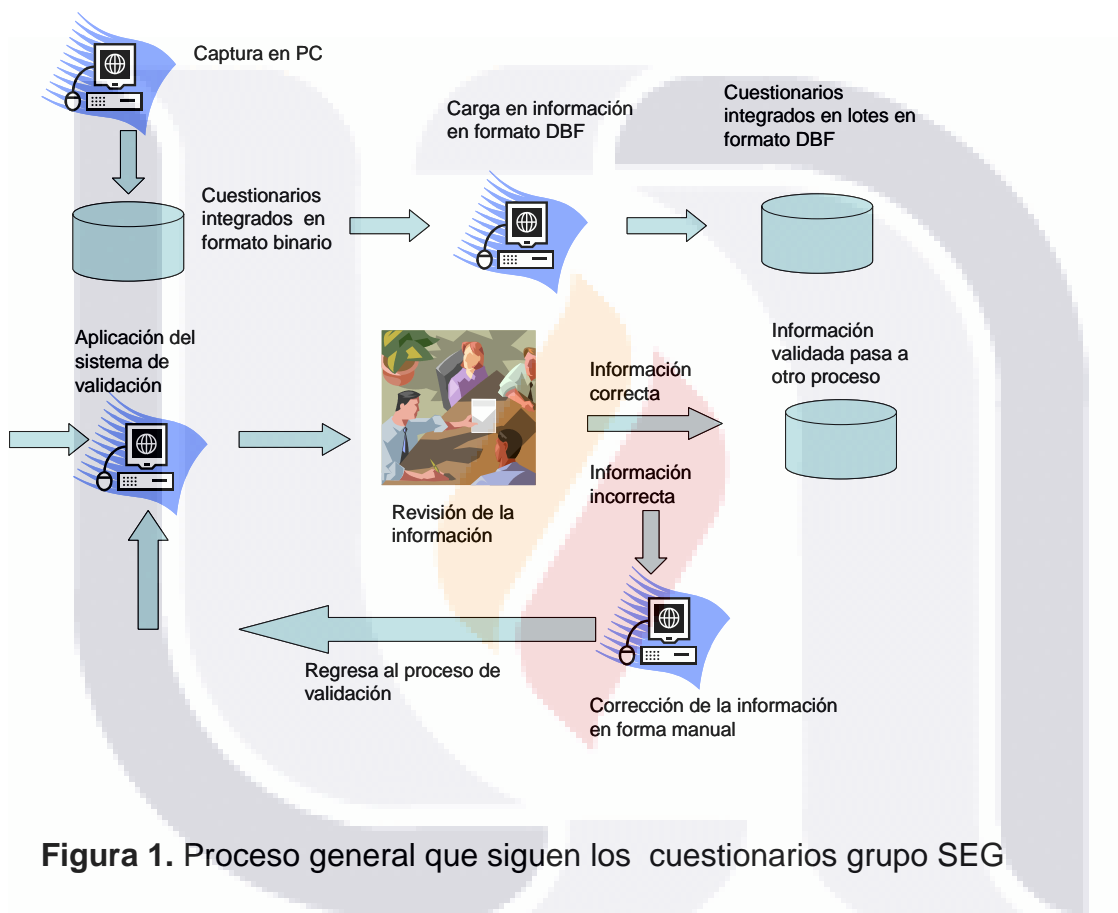 Captura en PC
Carga en información
en formato DBF
Cuestionarios
integrados en lotes en
formato DBF
Cuestionarios
integrados en
formato binario
Aplicación del
sistema de
validación
Información
correcta
Información
validada pasa a
otro proceso
Información
incorrecta
Revisión de la
información
Regresa al proceso de
validación
Corrección de la información
en forma manual
Figura 1. Proceso general que siguen los cuestionarios grupo SEG